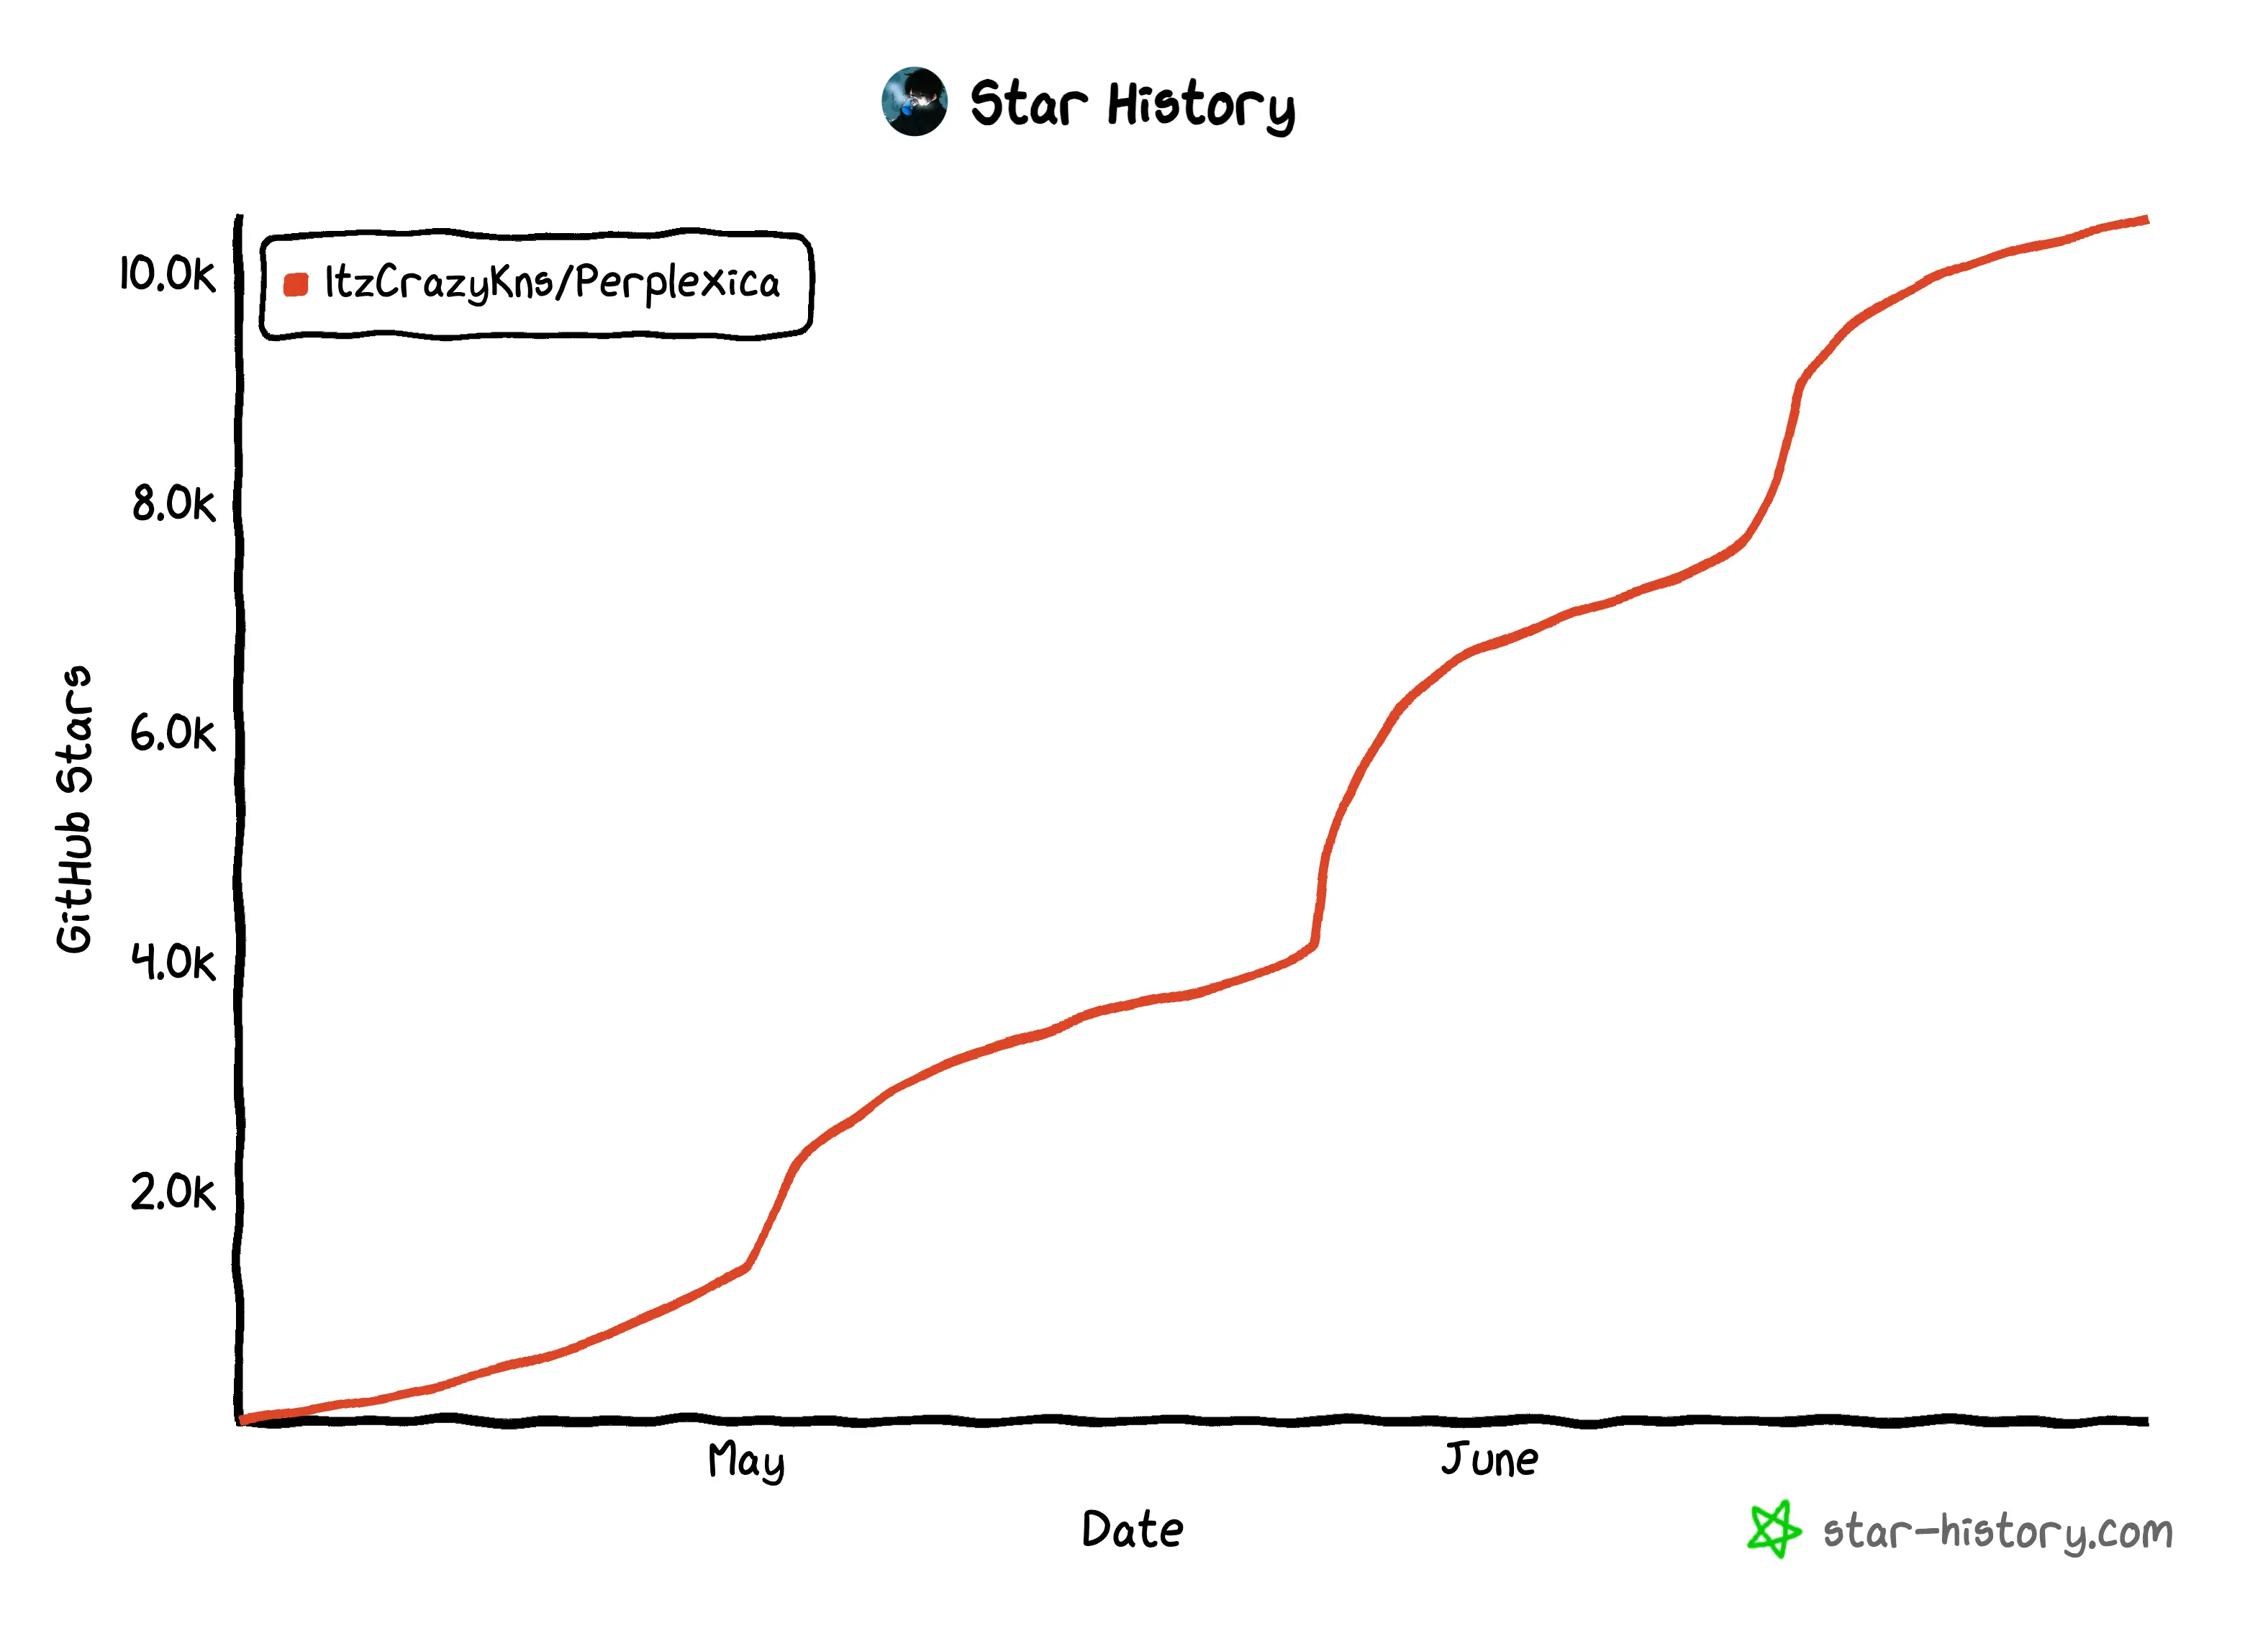 Star History
ItzCrazyKns/Perplexica
10.0K
8.0K
6.0K
4.0K
2.0K
GitHub Stars
May
June
Date
star-history.com